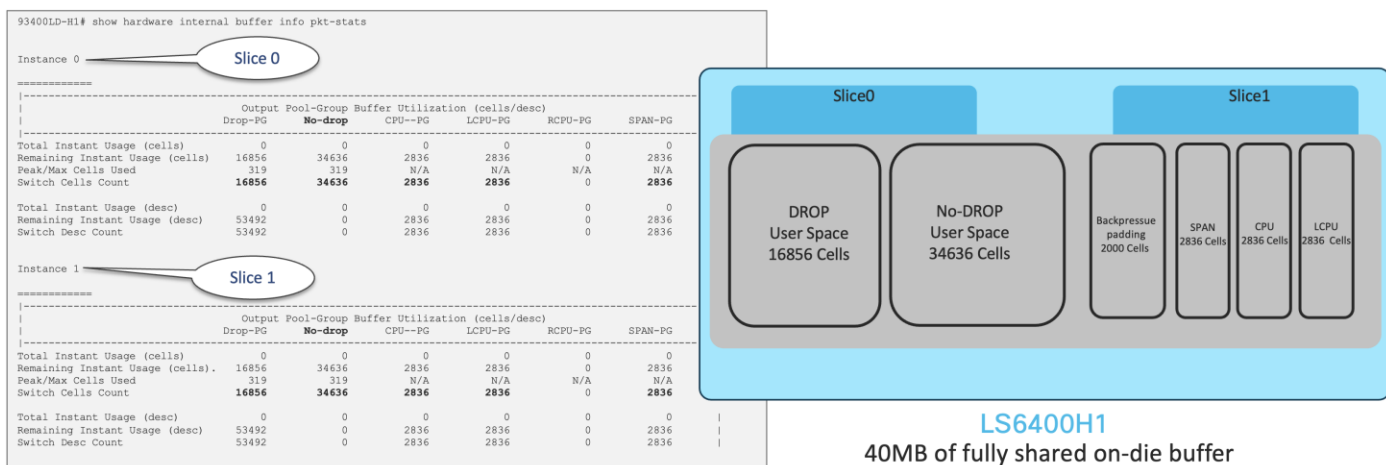 93400LD-H1# show hardware internal buffer info pkt-stats
Instance 0
Slice 0
============
|------------------------------------------------------------------------------
| Output Pool-Group Buffer Utilization (cells/desc)
| Drop-PG No-drop CPU--PG LCPU-PG RCPU-PG SPAN-PG
|------------------------------------------------------------------------------
Total Instant Usage (cells) 0 0 0 0 0 0
Remaining Instant Usage (cells) 16856 34636 2836 2836 0 2836
Peak/Max Cells Used 319 319 N/A N/A N/A N/A
Switch Cells Count 16856 34636 2836 2836 0 2836
Total Instant Usage (desc) 0 0 0 0 0 0
Remaining Instant Usage (desc) 53492 0 2836 2836 0 2836
Switch Desc Count 53492 0 2836 2836 0 2836
Instance 1
Slice 1
============
|------------------------------------------------------------------------------
| Output Pool-Group Buffer Utilization (cells/desc)
| Drop-PG No-drop CPU--PG LCPU-PG RCPU-PG SPAN-PG
|------------------------------------------------------------------------------
Total Instant Usage (cells) 0 0 0 0 0 0
Remaining Instant Usage (cells). 16856 34636 2836 2836 0 2836
Peak/Max Cells Used 319 319 N/A N/A N/A N/A
Switch Cells Count 16856 34636 2836 2836 0 2836
Total Instant Usage (desc) 0 0 0 0 0 0 |
Remaining Instant Usage (desc) 53492 0 2836 2836 0 2836 |
Switch Desc Count 53492 0 2836 2836 0 2836 |
Slice0
Slice1
DROP
User Space
16856 Cells
No-DROP
User Space
34636 Cells
Backpressue
padding
2000 Cells
SPAN
2836 Cells
CPU
2836 Cells
LCPU
2836 Cells
LS6400H1
40MB of fully shared on-die buffer